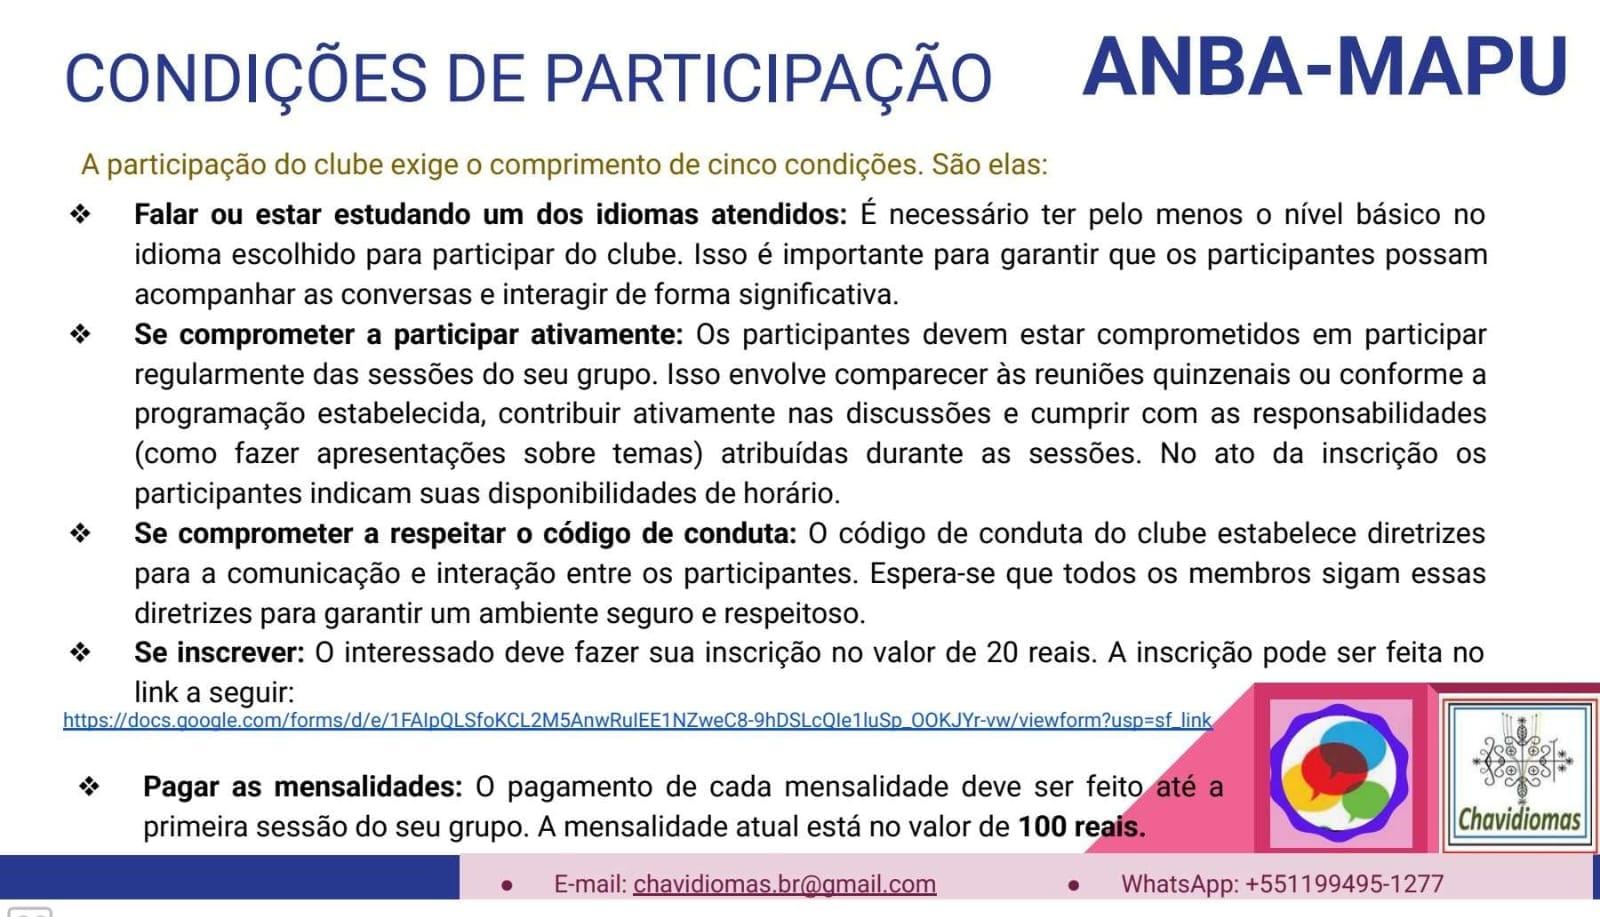 CONDIÇÕES DE PARTICIPAÇÃO
ANBA-MAPU
A participação do clube exige o comprimento de cinco condições. São elas:
❖ Falar ou estar estudando um dos idiomas atendidos: É necessário ter pelo menos o nível básico no
idioma escolhido para participar do clube. Isso é importante para garantir que os participantes possam
acompanhar as conversas e interagir de forma significativa.
❖ Se comprometer a participar ativamente: Os participantes devem estar comprometidos em participar
regularmente das sessões do seu grupo. Isso envolve comparecer às reuniões quinzenais ou conforme a
programação estabelecida, contribuir ativamente nas discussões e cumprir com as responsabilidades
(como fazer apresentações sobre temas) atribuídas durante as sessões. No ato da inscrição os
participantes indicam suas disponibilidades de horário.
❖ Se comprometer a respeitar o código de conduta: O código de conduta do clube estabelece diretrizes
para a comunicação e interação entre os participantes. Espera-se que todos os membros sigam essas
diretrizes para garantir um ambiente seguro e respeitoso.
❖ Se inscrever: O interessado deve fazer sua inscrição no valor de 20 reais. A inscrição pode ser feita no
link a seguir:
https://docs.google.com/forms/d/e/1FAIpQLSfoKCL2M5AnwRulEE1NZweC8-9hDSLcQIe1luSp_OOKJYr-vw/viewform?usp=sf_link
❖ Pagar as mensalidades: O pagamento de cada mensalidade deve ser feito até a
primeira sessão do seu grupo. A mensalidade atual está no valor de 100 reais.
Chavidiomas
● E-mail: chavidiomas.br@gmail.com
● WhatsApp: +551199495-1277